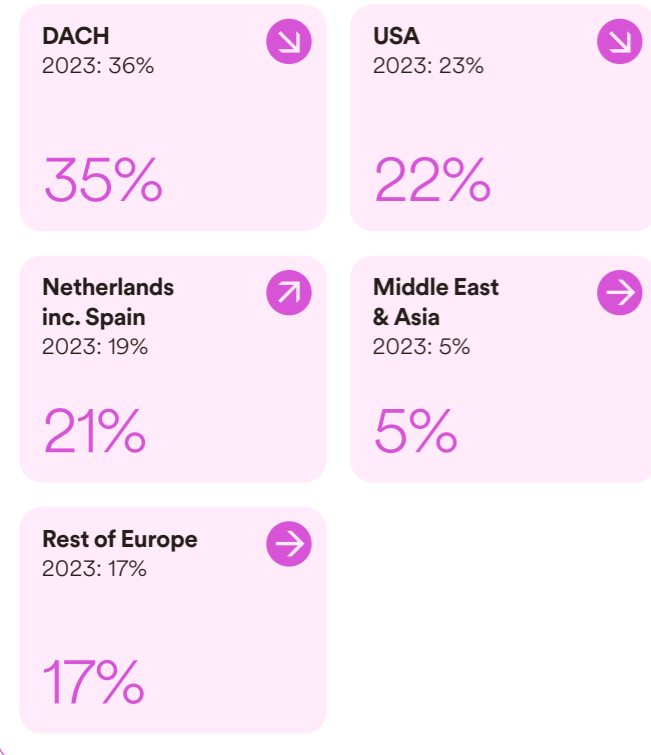 DACH
2023: 36%
35%
USA
2023: 23%
22%
Netherlands
inc. Spain
2023: 19%
21%
Middle East
& Asia
2023: 5%
5%
Rest of Europe
2023: 17%
17%